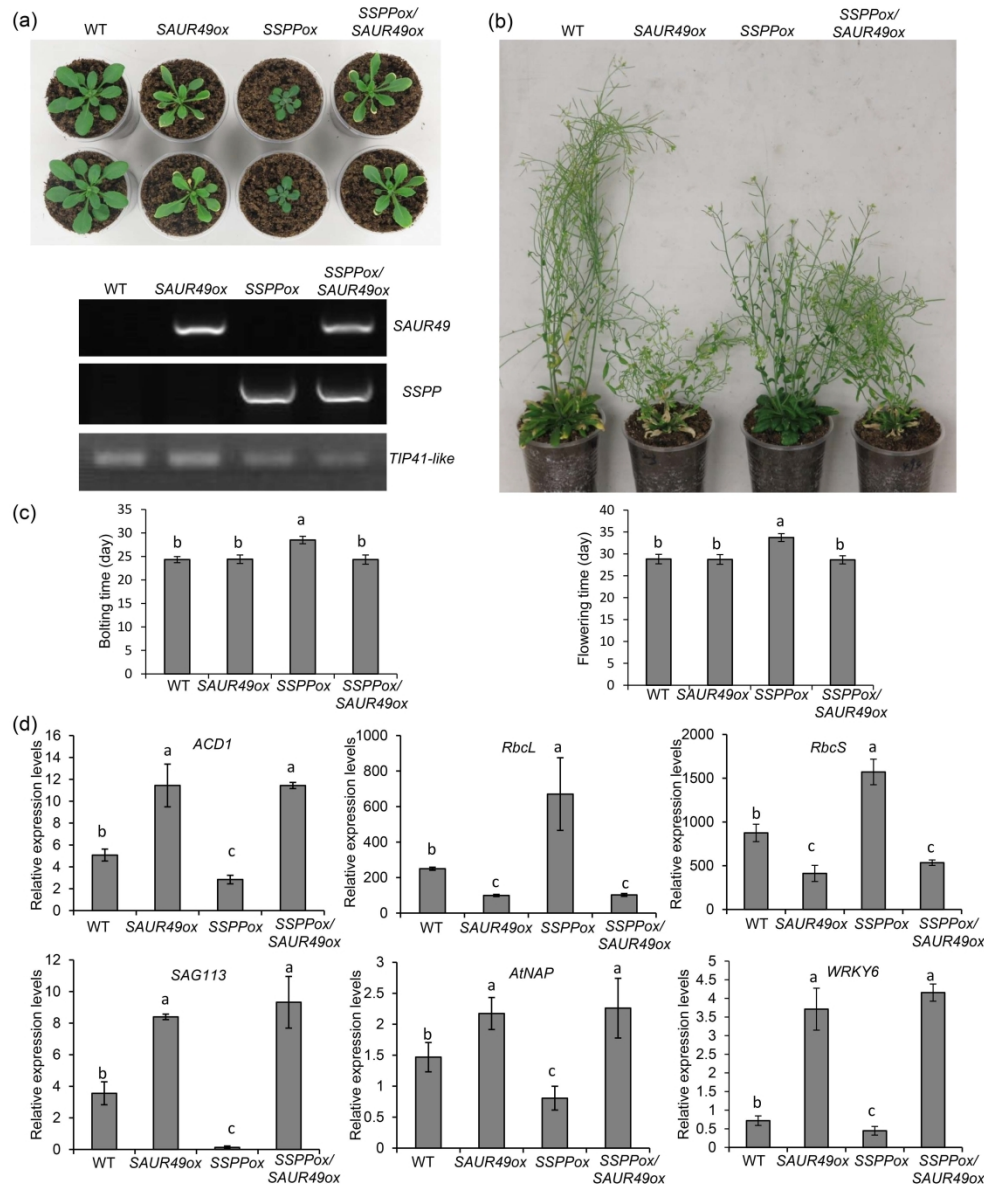 (a)
WT SAUR49ox SSPPox SSPPox/
SAUR49ox
WT SAUR49ox SSPPox SSPPox/
SAUR49ox
SAUR49
SSPP
TIP41-like
(b)
WT SAUR49ox SSPPox SSPPox/
SAUR49ox
(c)
Bolting time (day)
35
30
25
20
15
10
5
0
b b a b
WT SAUR49ox SSPPox SSPPox/
SAUR49ox
Flowering time (day)
40
35
30
25
20
15
10
5
0
b b a b
WT SAUR49ox SSPPox SSPPox/
SAUR49ox
(d)
ACD1
Relative expression levels
16
14
12
10
8
6
4
2
0
b a c a
WT SAUR49ox SSPPox SSPPox/
SAUR49ox
RbcL
Relative expression levels
1000
800
600
400
200
0
b c a c
WT SAUR49ox SSPPox SSPPox/
SAUR49ox
RbcS
Relative expression levels
2000
1500
1000
500
0
b c a c
WT SAUR49ox SSPPox SSPPox/
SAUR49ox
SAG113
Relative expression levels
12
10
8
6
4
2
0
b a c a
WT SAUR49ox SSPPox SSPPox/
SAUR49ox
AtNAP
Relative expression levels
3
2.5
2
1.5
1
0.5
0
b a c a
WT SAUR49ox SSPPox SSPPox/
SAUR49ox
WRKY6
Relative expression levels
5
4.5
4
3.5
3
2.5
2
1.5
1
0.5
0
b a c a
WT SAUR49ox SSPPox SSPPox/
SAUR49ox